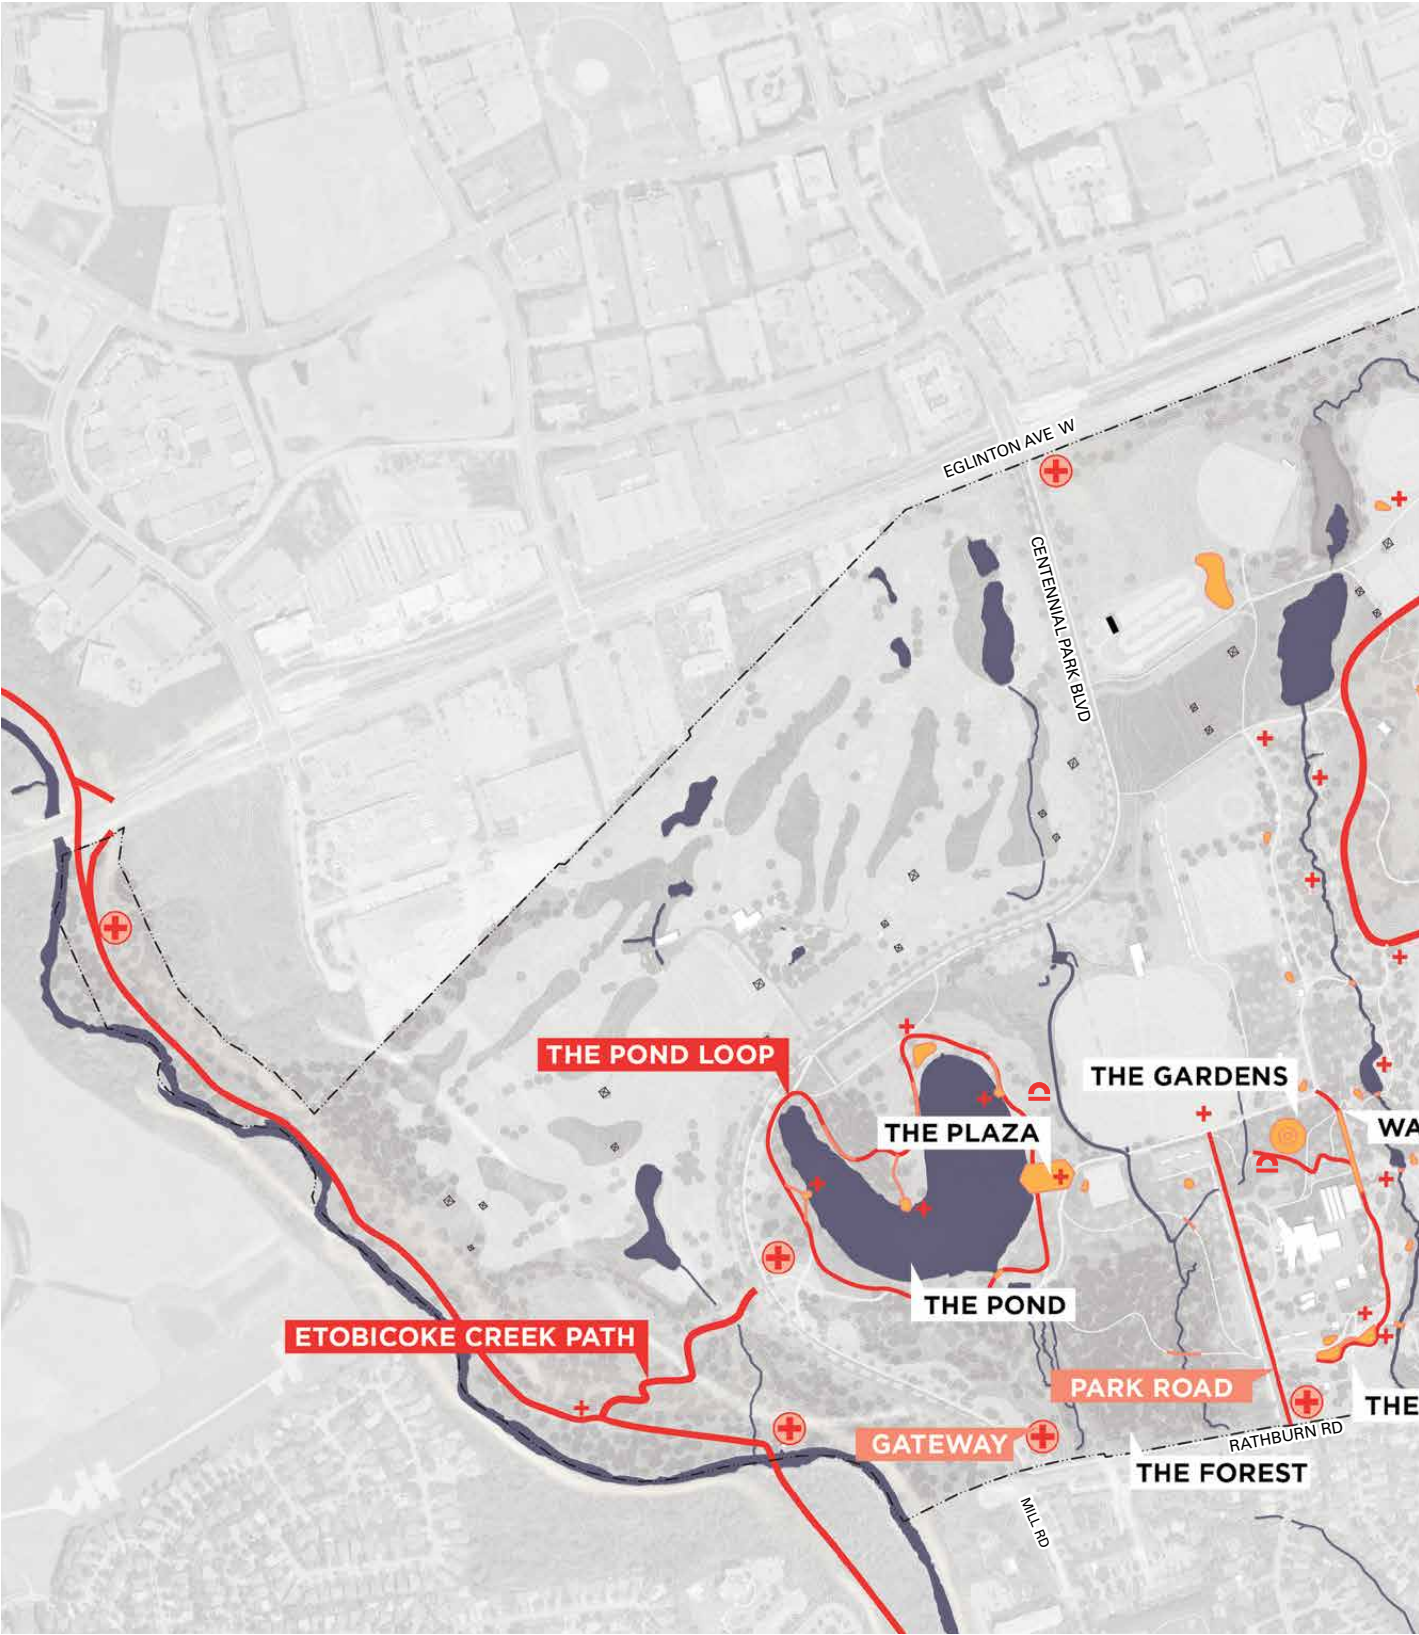 EGLINTON AVE W
CENTENNIAL PARK BLVD
THE POND LOOP
THE GARDENS
THE PLAZA
WA
THE POND
ETOBICOKE CREEK PATH
PARK ROAD
THE
GATEWAY
RATHBURN RD
THE FOREST
MILL RD